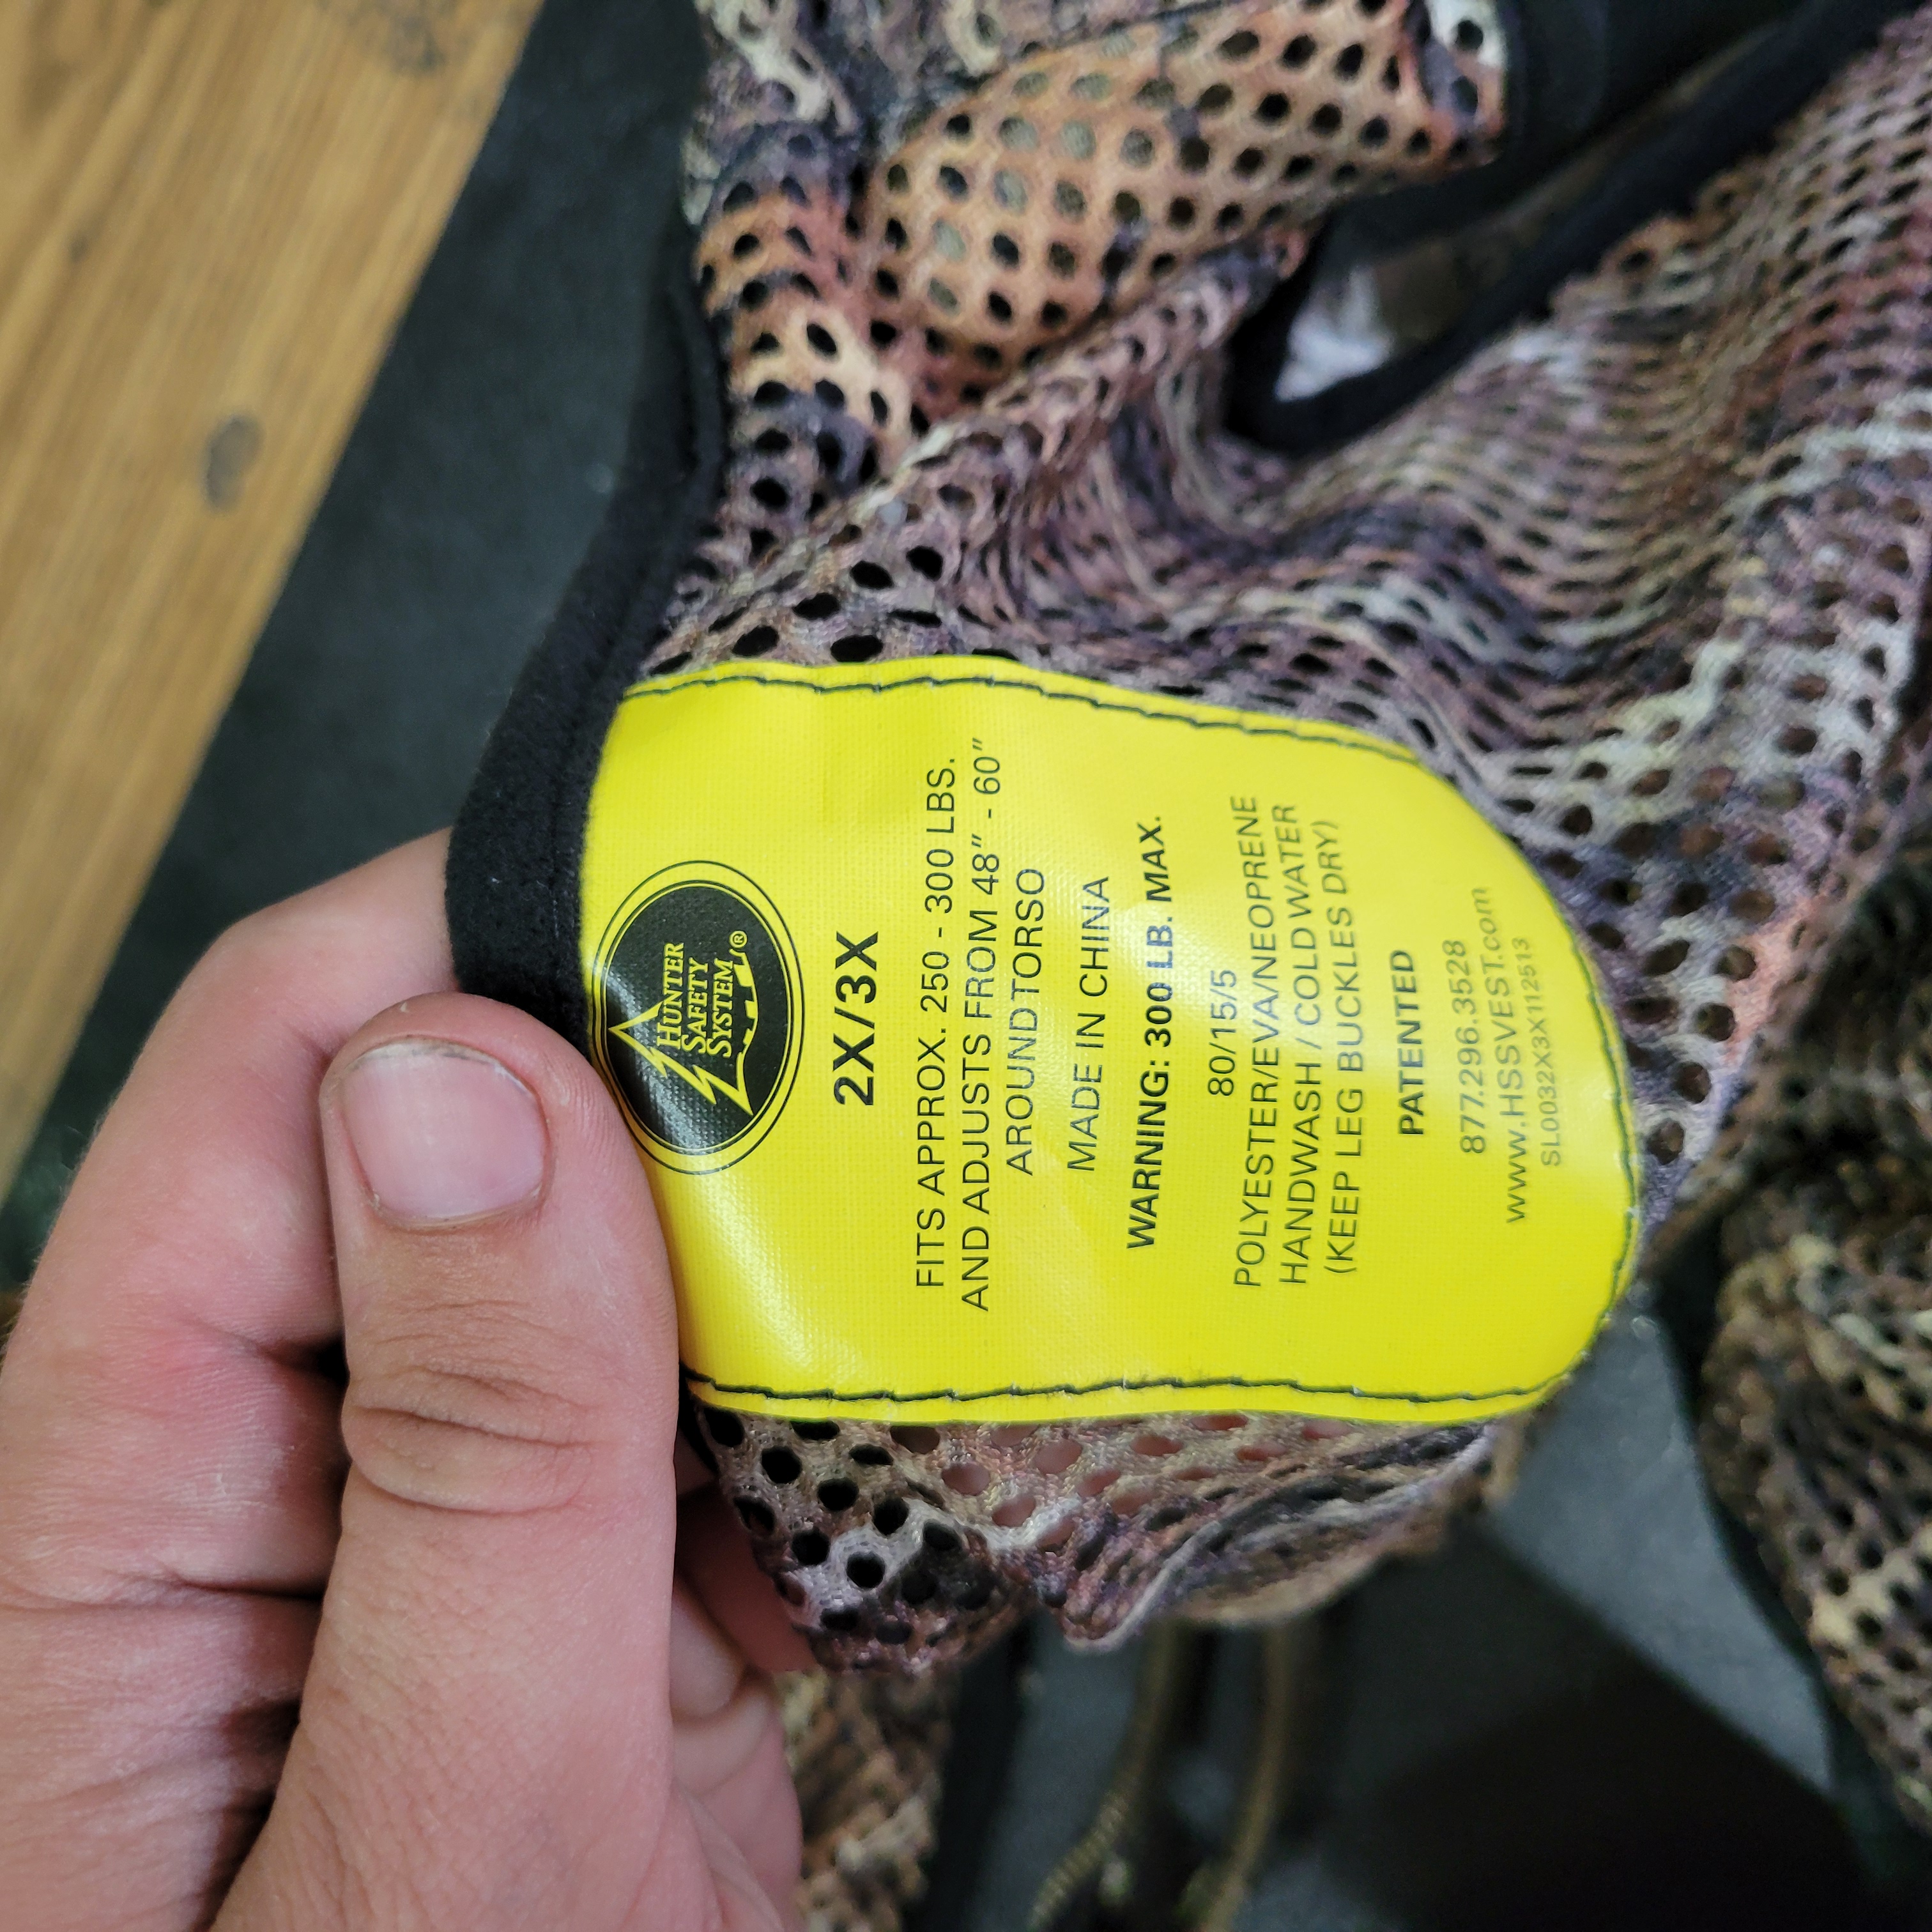 HUNTER
SAFETY
SYSTEM®
2X/3X
FITS APPROX. 250 - 300 LBS.
AND ADJUSTS FROM 48" - 60"
AROUND TORSO
MADE IN CHINA
WARNING: 300 LB. MAX.
80/15/5
POLYESTER/EVA/NEOPRENE
HANDWASH / COLD WATER
(KEEP LEG BUCKLES DRY)
PATENTED
877.296.3528
www.HSSVEST.com
SL0032X3X112513